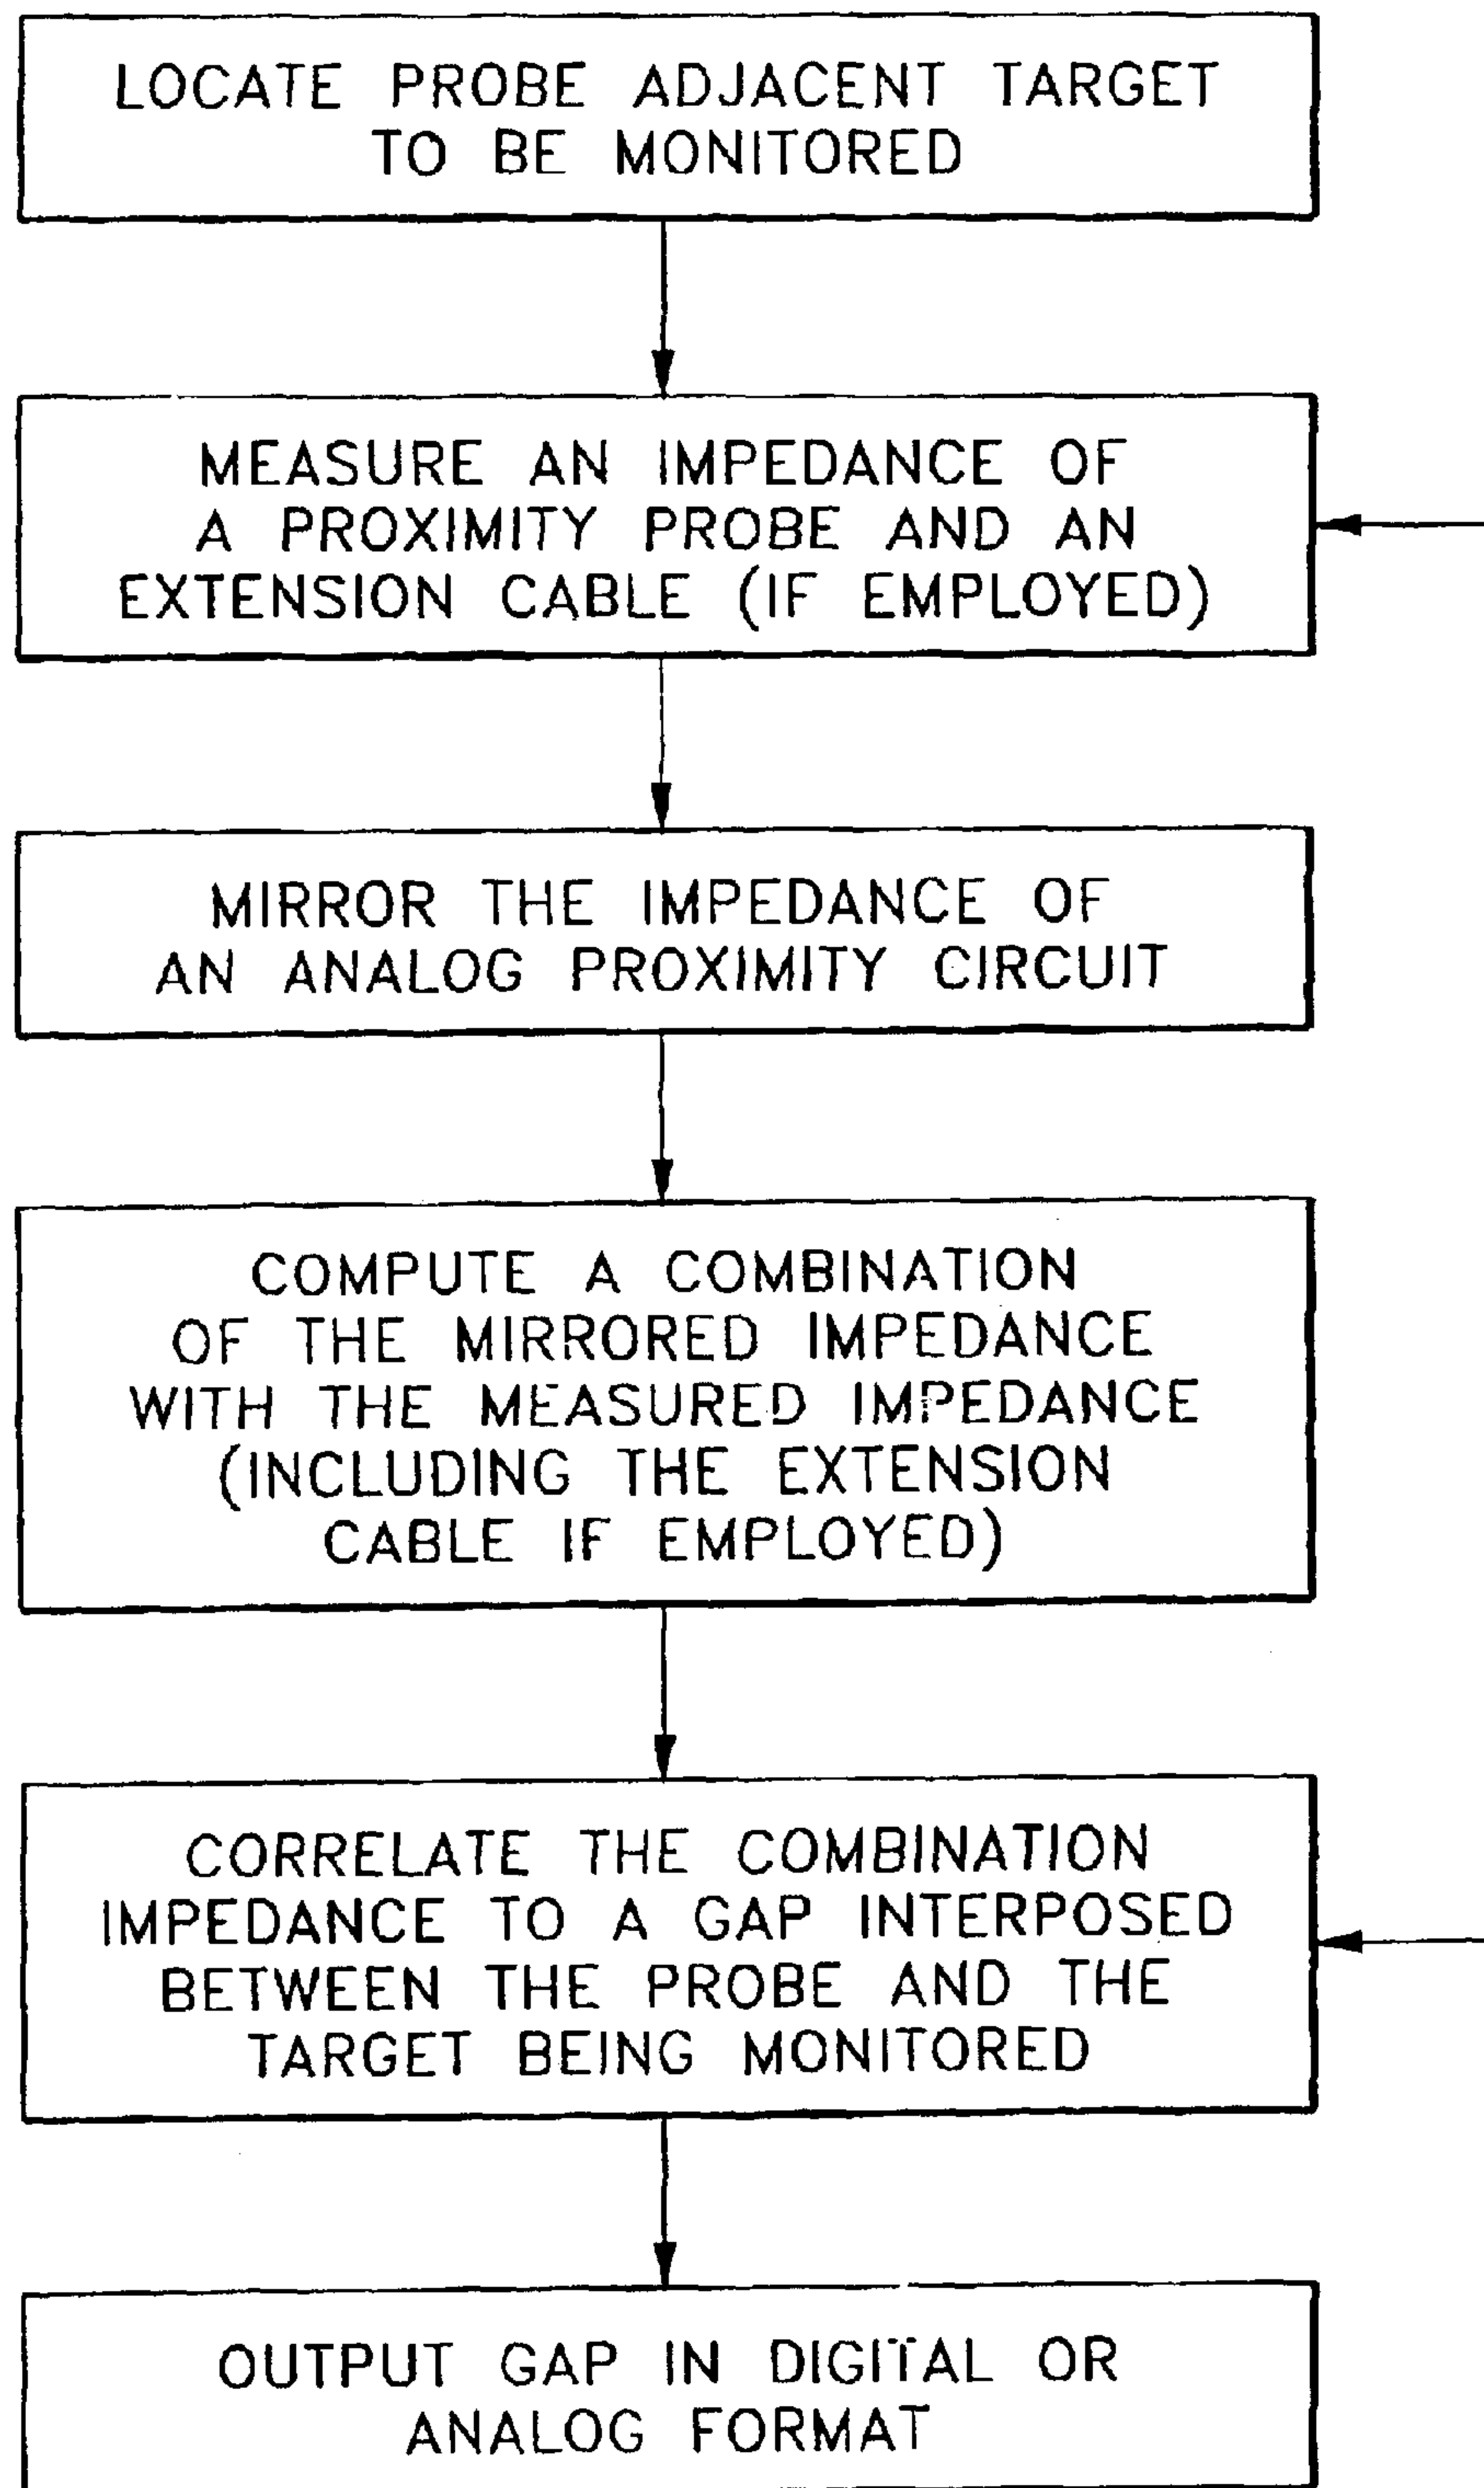 LOCATE PROBE ADJACENT TARGET
TO BE MONITORED
MEASURE AN IMPEDANCE OF
A PROXIMITY PROBE AND AN
EXTENSION CABLE (IF EMPLOYED)
MIRROR THE IMPEDANCE OF
AN ANALOG PROXIMITY CIRCUIT
COMPUTE A COMBINATION
OF THE MIRRORED IMPEDANCE
WITH THE MEASURED IMPEDANCE
(INCLUDING THE EXTENSION
CABLE IF EMPLOYED)
CORRELATE THE COMBINATION
IMPEDANCE TO A GAP INTERPOSED
BETWEEN THE PROBE AND THE
TARGET BEING MONITORED
OUTPUT GAP IN DIGITAL OR
ANALOG FORMAT